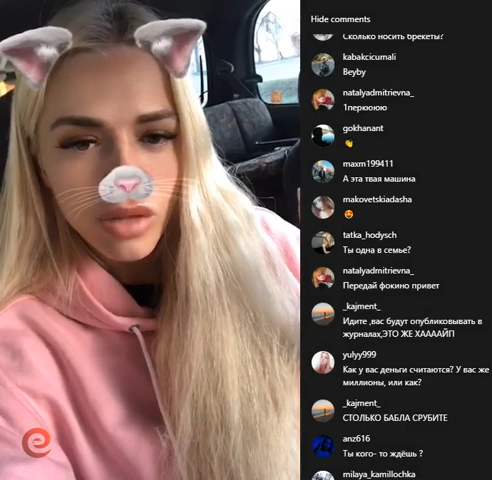 Hide comments
Сколько носить брекеты?
kabakcicumali
Beyby
natalyadmitrievna_
1перкююю
gokhanant
👏
maxm199411
А эта твая машина
makovetskiadasha
😍
tatka_hodysch
Ты одна в семье?
natalyadmitrievna_
Передай фокино привет
_kajment_
Идите ,вас будут опубликовывать в
журналах,ЭТО ЖЕ ХАААЙП
yulyy999
Как у вас деньги считаются? У вас же
миллионы, или как?
_kajment_
СТОЛЬКО БАБЛА СРУБИТЕ
anz616
Ты кого- то ждёшь ?
milaya_kamillochka